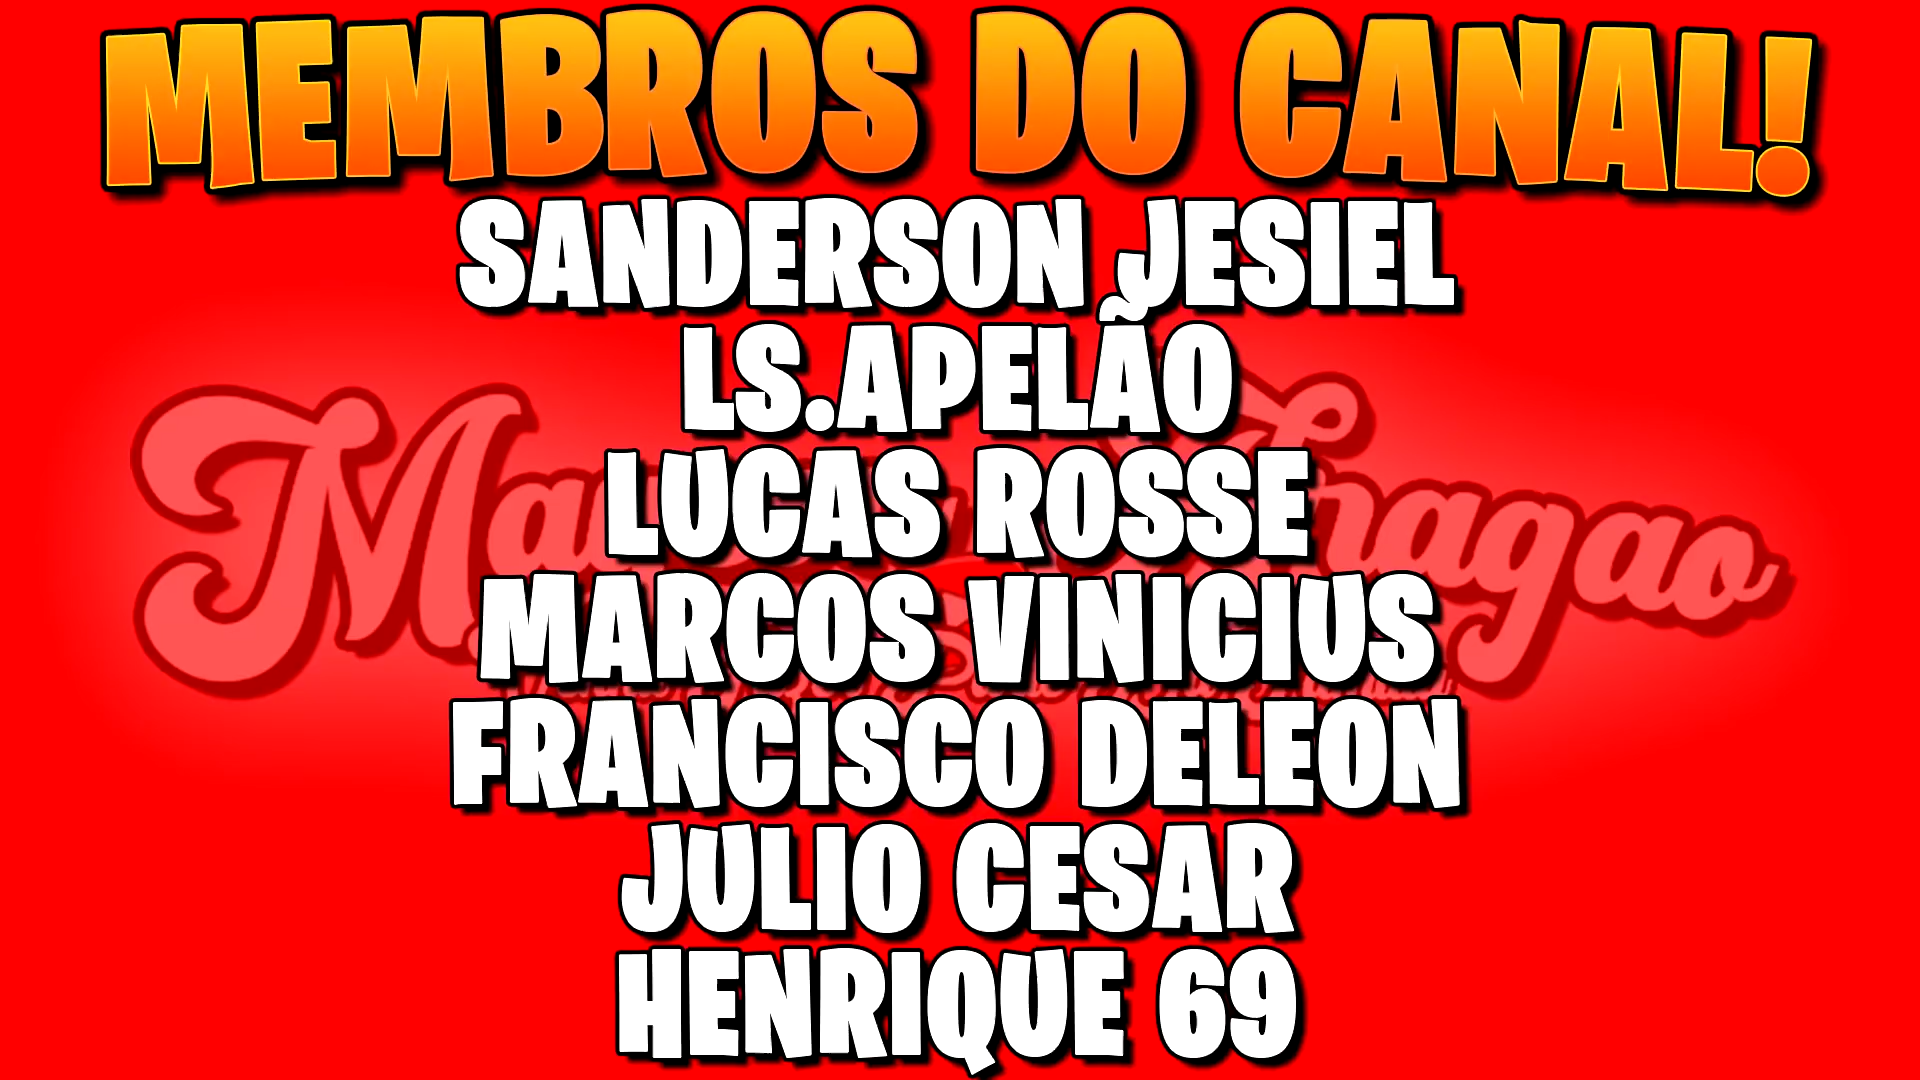 MEMBROS DO CANAL!
SANDERSON JESIEL
LS.APELÃO
LUCAS ROSSE
MARCOS VINICIUS
FRANCISCO DELEON
JULIO CESAR
HENRIQUE 69